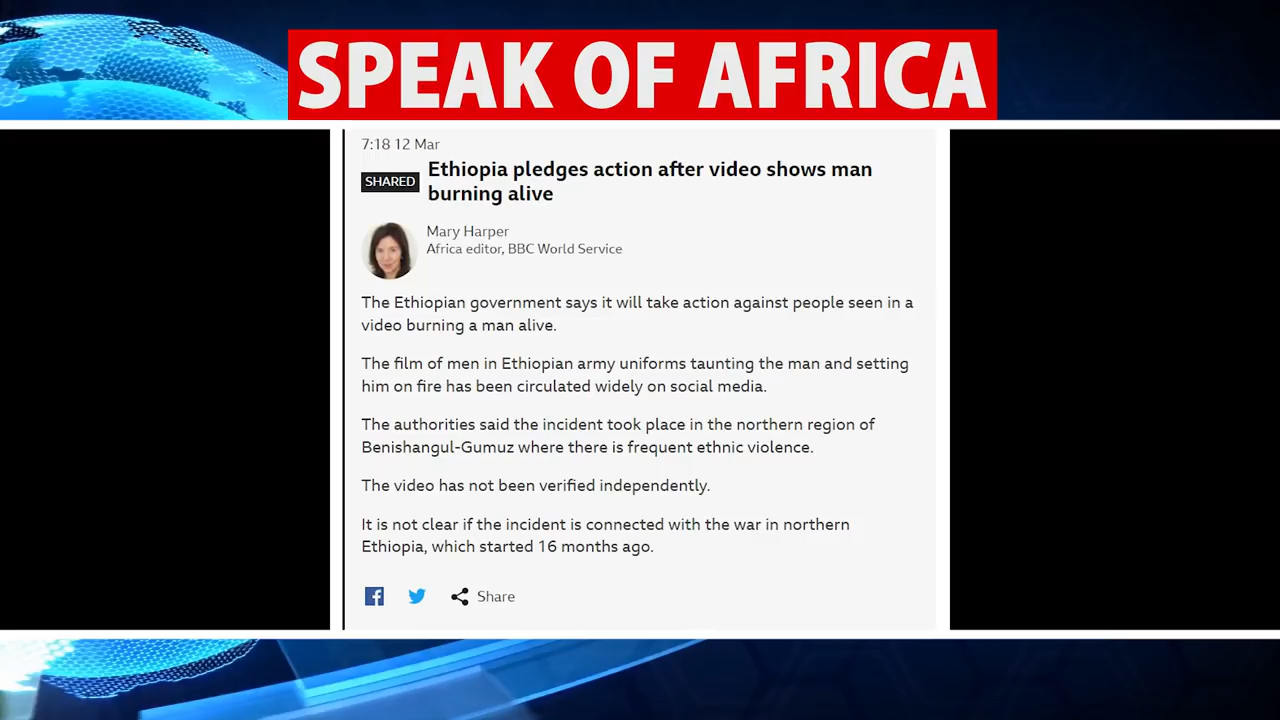 SPEAK OF AFRICA
7:18 12 Mar
SHARED
Ethiopia pledges action after video shows man
burning alive
Mary Harper
Africa editor, BBC World Service
The Ethiopian government says it will take action against people seen in a
video burning a man alive.
The film of men in Ethiopian army uniforms taunting the man and setting
him on fire has been circulated widely on social media.
The authorities said the incident took place in the northern region of
Benishangul-Gumuz where there is frequent ethnic violence.
The video has not been verified independently.
It is not clear if the incident is connected with the war in northern
Ethiopia, which started 16 months ago.
Share